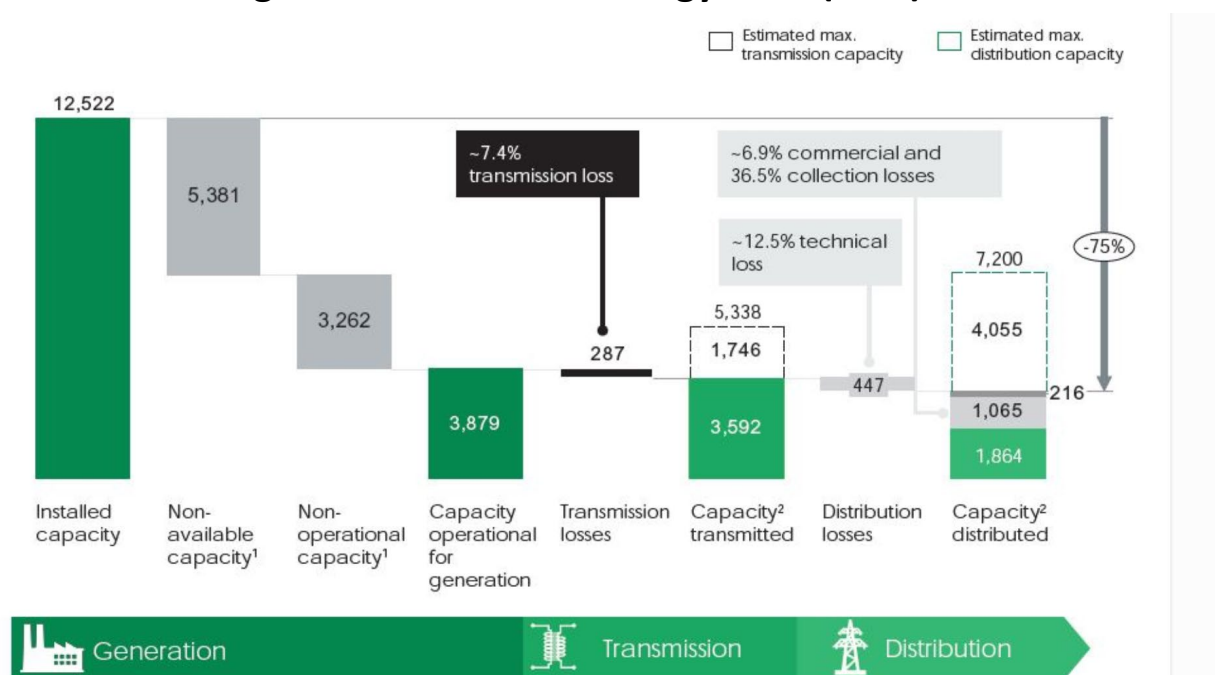 Estimated max.
transmission capacity
Estimated max.
distribution capacity
12,522
~7.4%
transmission loss
~6.9% commercial and
36.5% collection losses
5,381
~12.5% technical
loss
-75%
7,200
3,262
5,338
4,055
287
1,746
447
216
3,879
3,592
1,065
1,864
Installed
capacity
Non-
available
capacity¹
Non-
operational
capacity¹
Capacity
operational
for
generation
Transmission
losses
Capacity²
transmitted
Distribution
losses
Capacity²
distributed
Generation
Transmission
Distribution